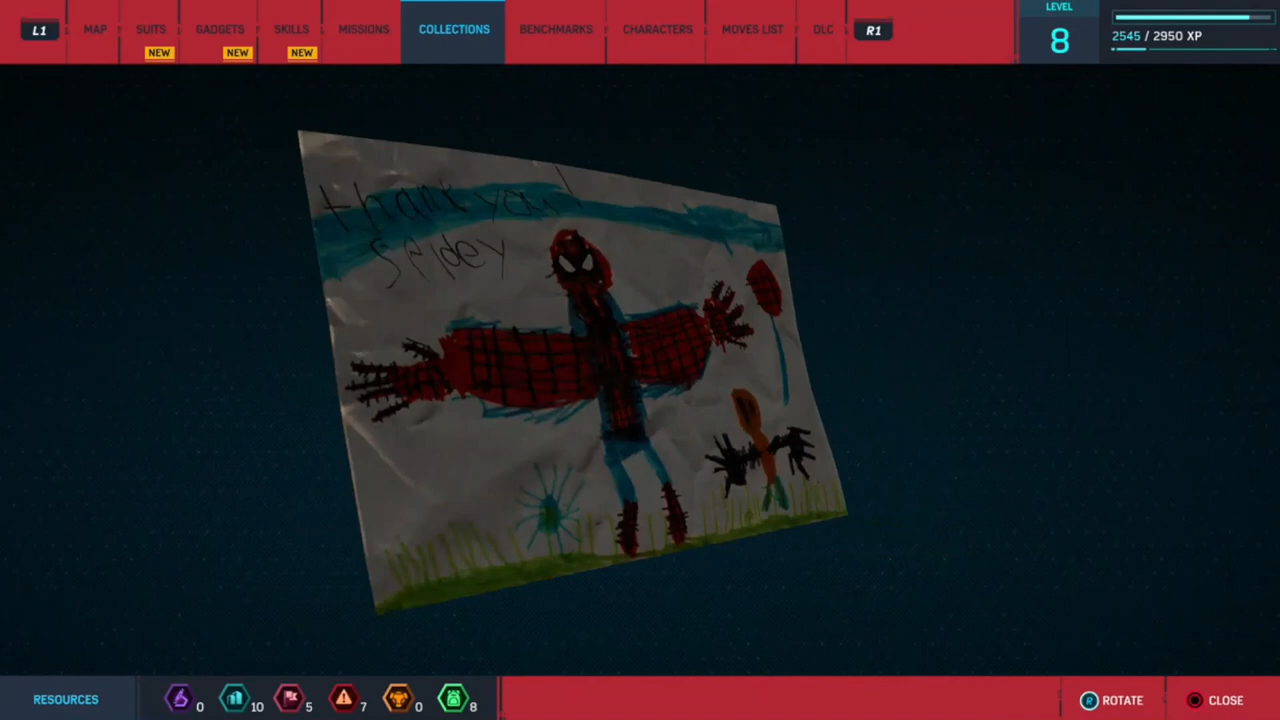 L1 MAP SUITS GADGETS SKILLS MISSIONS COLLECTIONS BENCHMARKS CHARACTERS MOVES LIST DLC R1
NEW NEW NEW
LEVEL
8
2545 / 2950 XP
thank you!
Spidey
RESOURCES 0 10 5 7 0 8 R ROTATE CLOSE